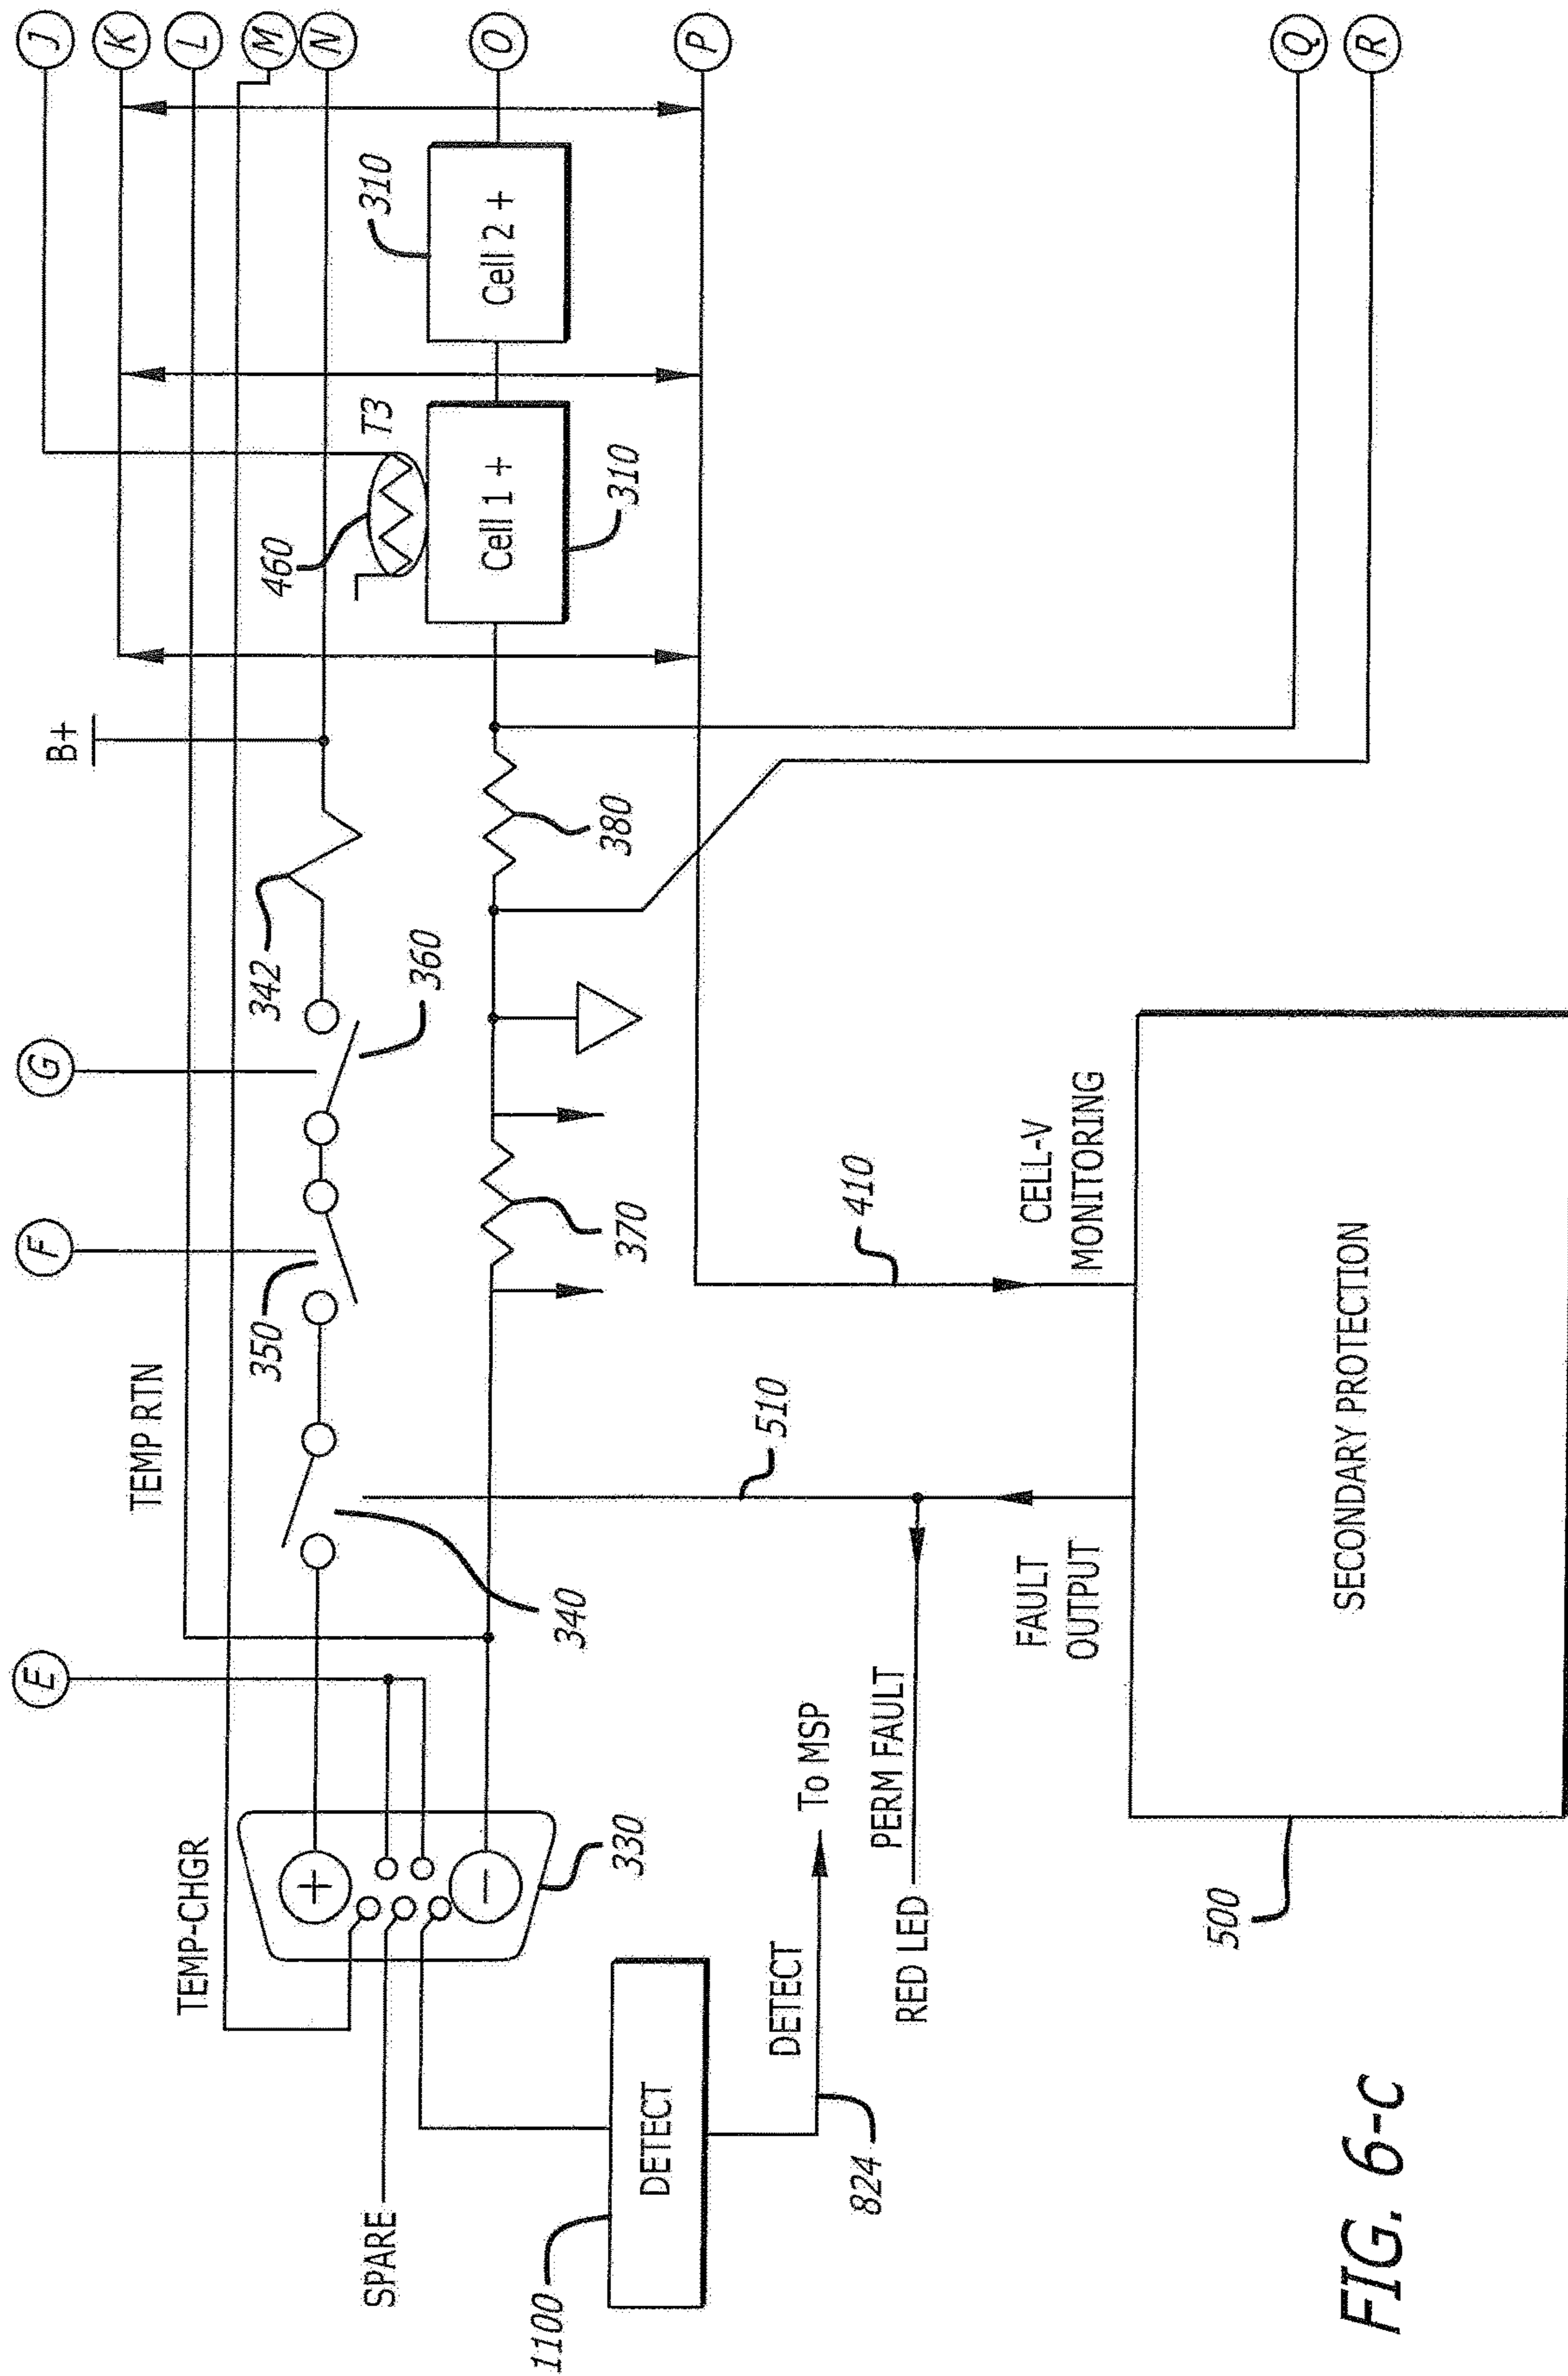 E
F
G
J
K
L
M
N
O
P
Q
R
TEMP-CHGR
TEMP RTN
B+
SPARE
+
−
330
340
350
360
342
370
380
460
T3
Cell 1 +
310
Cell 2 +
310
1100
DETECT
DETECT
To MSP
824
RED LED
PERM FAULT
FAULT
OUTPUT
510
410
CELL-V
MONITORING
SECONDARY PROTECTION
500
FIG. 6-C